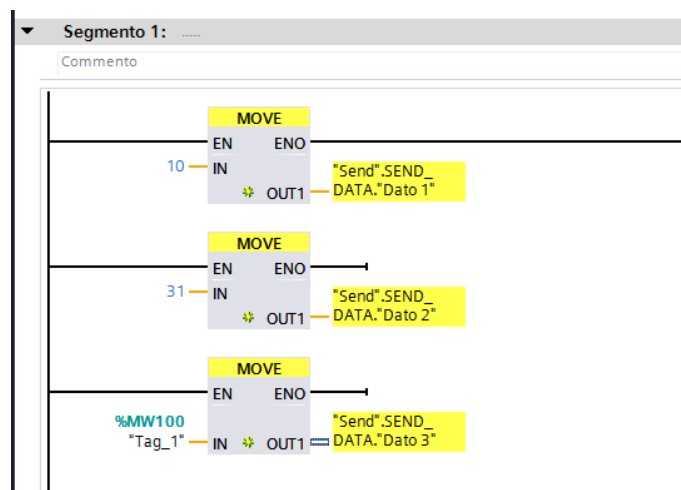 Segmento 1: .....
Commento
MOVE
EN ENO
10 IN
"Send".SEND_
OUT1 DATA."Dato 1"
MOVE
EN ENO
31 IN
"Send".SEND_
OUT1 DATA."Dato 2"
MOVE
EN ENO
%MW100
"Send".SEND_
"Tag_1" IN OUT1 DATA."Dato 3"